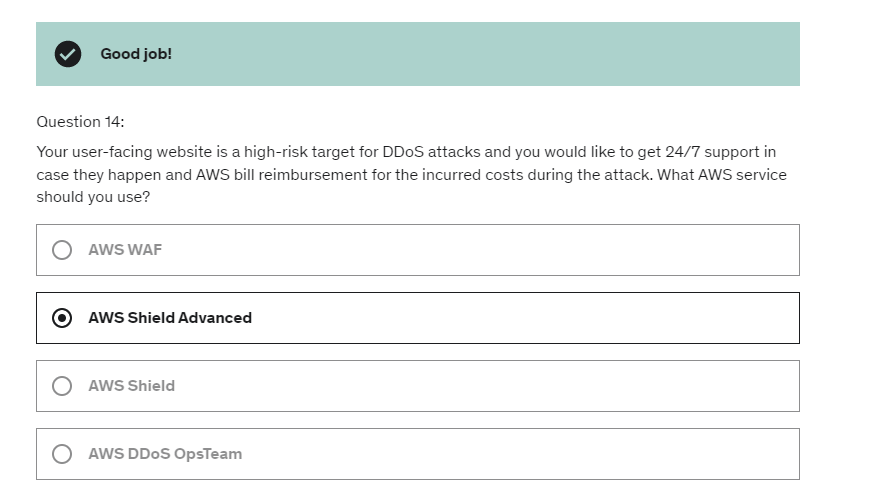 Good job!
Question 14:
Your user-facing website is a high-risk target for DDoS attacks and you would like to get 24/7 support in
case they happen and AWS bill reimbursement for the incurred costs during the attack. What AWS service
should you use?
AWS WAF
AWS Shield Advanced
AWS Shield
AWS DDoS OpsTeam